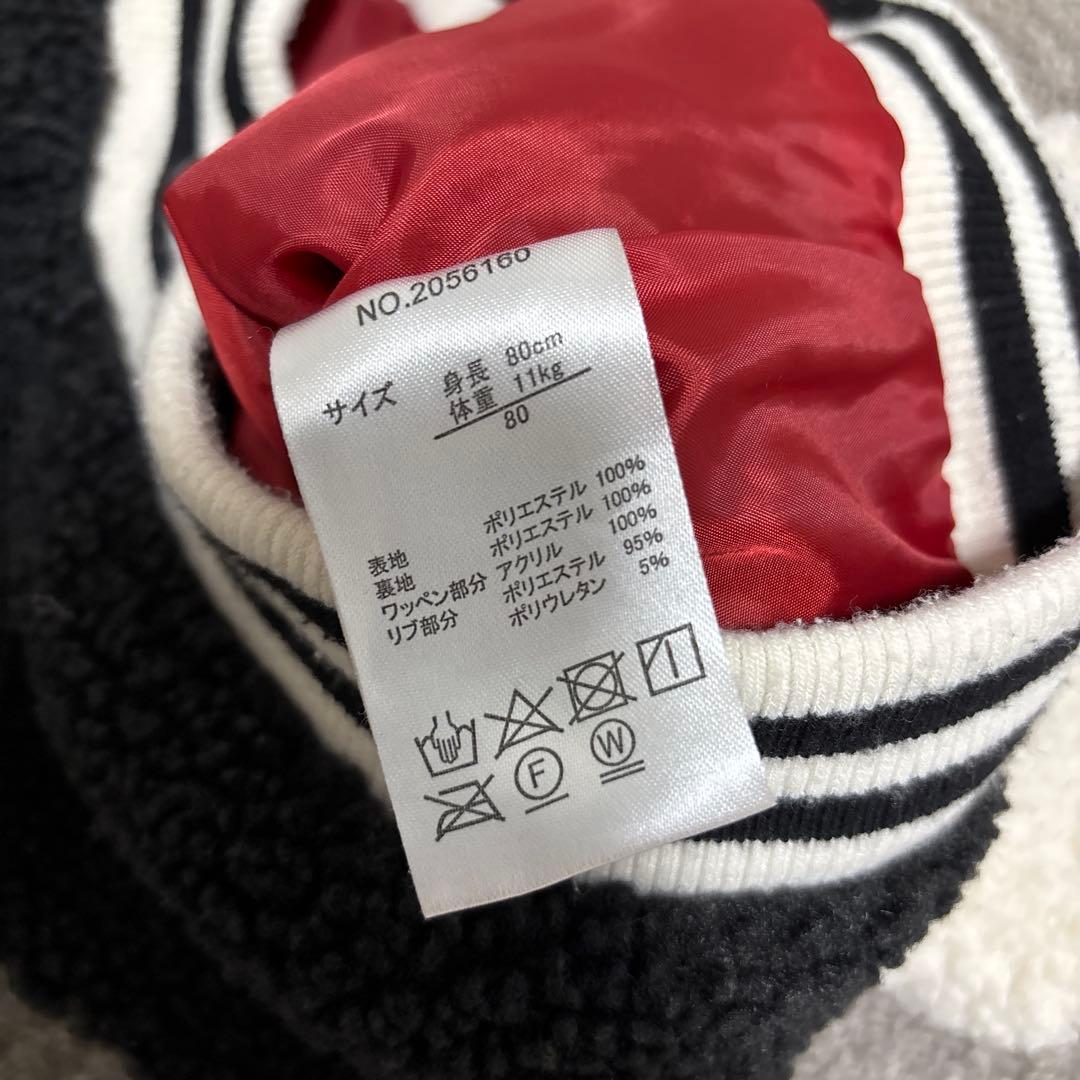 NO.2056160
サイズ 身長 80cm
体重 11kg
80
表地 ポリエステル 100%
裏地 ポリエステル 100%
ワッペン部分 アクリル 100%
リブ部分 ポリエステル 95%
ポリウレタン 5%
F W